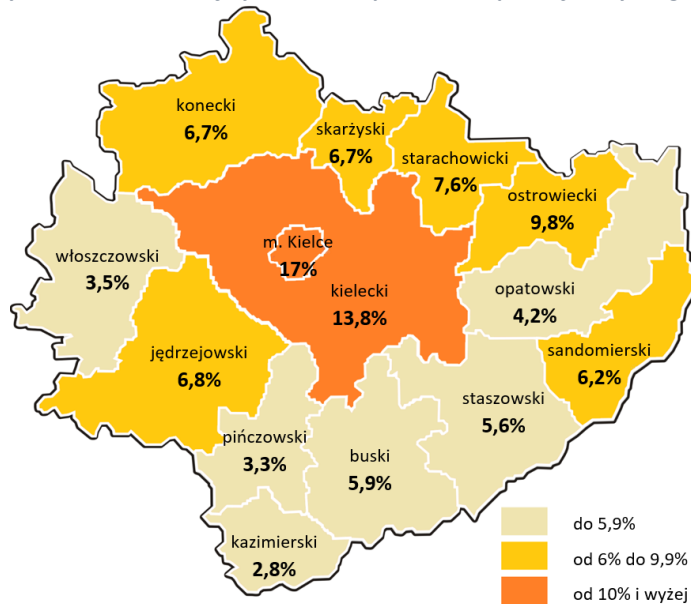 konecki
6,7%
skarżyski
6,7%
starachowicki
7,6%
ostrowiecki
9,8%
m. Kielce
17%
włoszczowski
3,5%
kielecki
13,8%
opatowski
4,2%
jędrzejowski
6,8%
sandomierski
6,2%
staszowski
5,6%
pińczowski
3,3%
buski
5,9%
kazimierski
2,8%
do 5,9%
od 6% do 9,9%
od 10% i wyżej